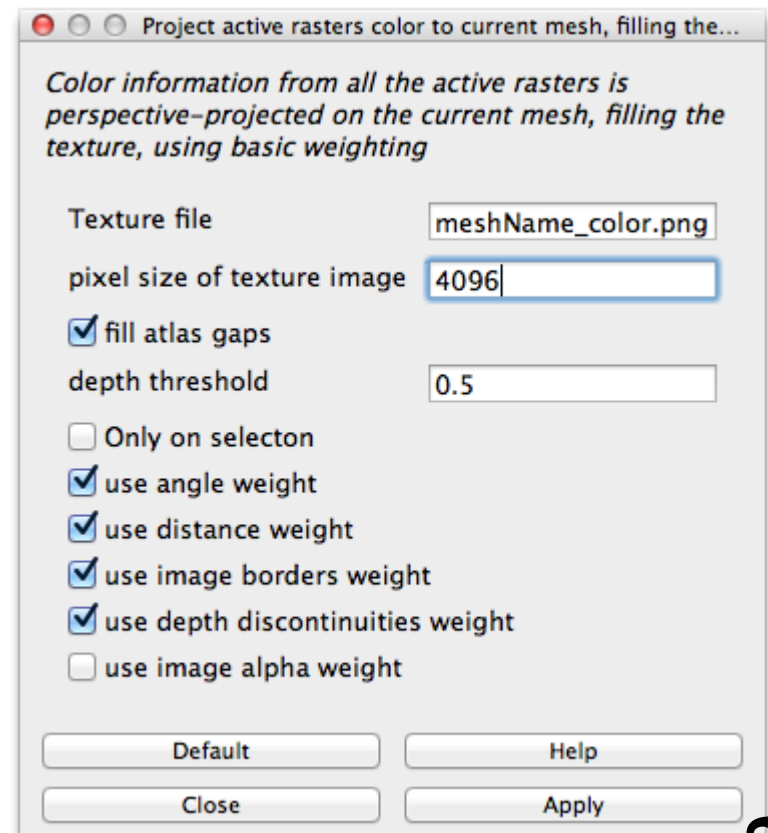 Project active rasters color to current mesh, filling the...
Color information from all the active rasters is
perspective-projected on the current mesh, filling the
texture, using basic weighting
Texture file
meshName_color.png
pixel size of texture image
4096
fill atlas gaps
depth threshold
0.5
Only on selecton
use angle weight
use distance weight
use image borders weight
use depth discontinuities weight
use image alpha weight
Default
Help
Close
Apply